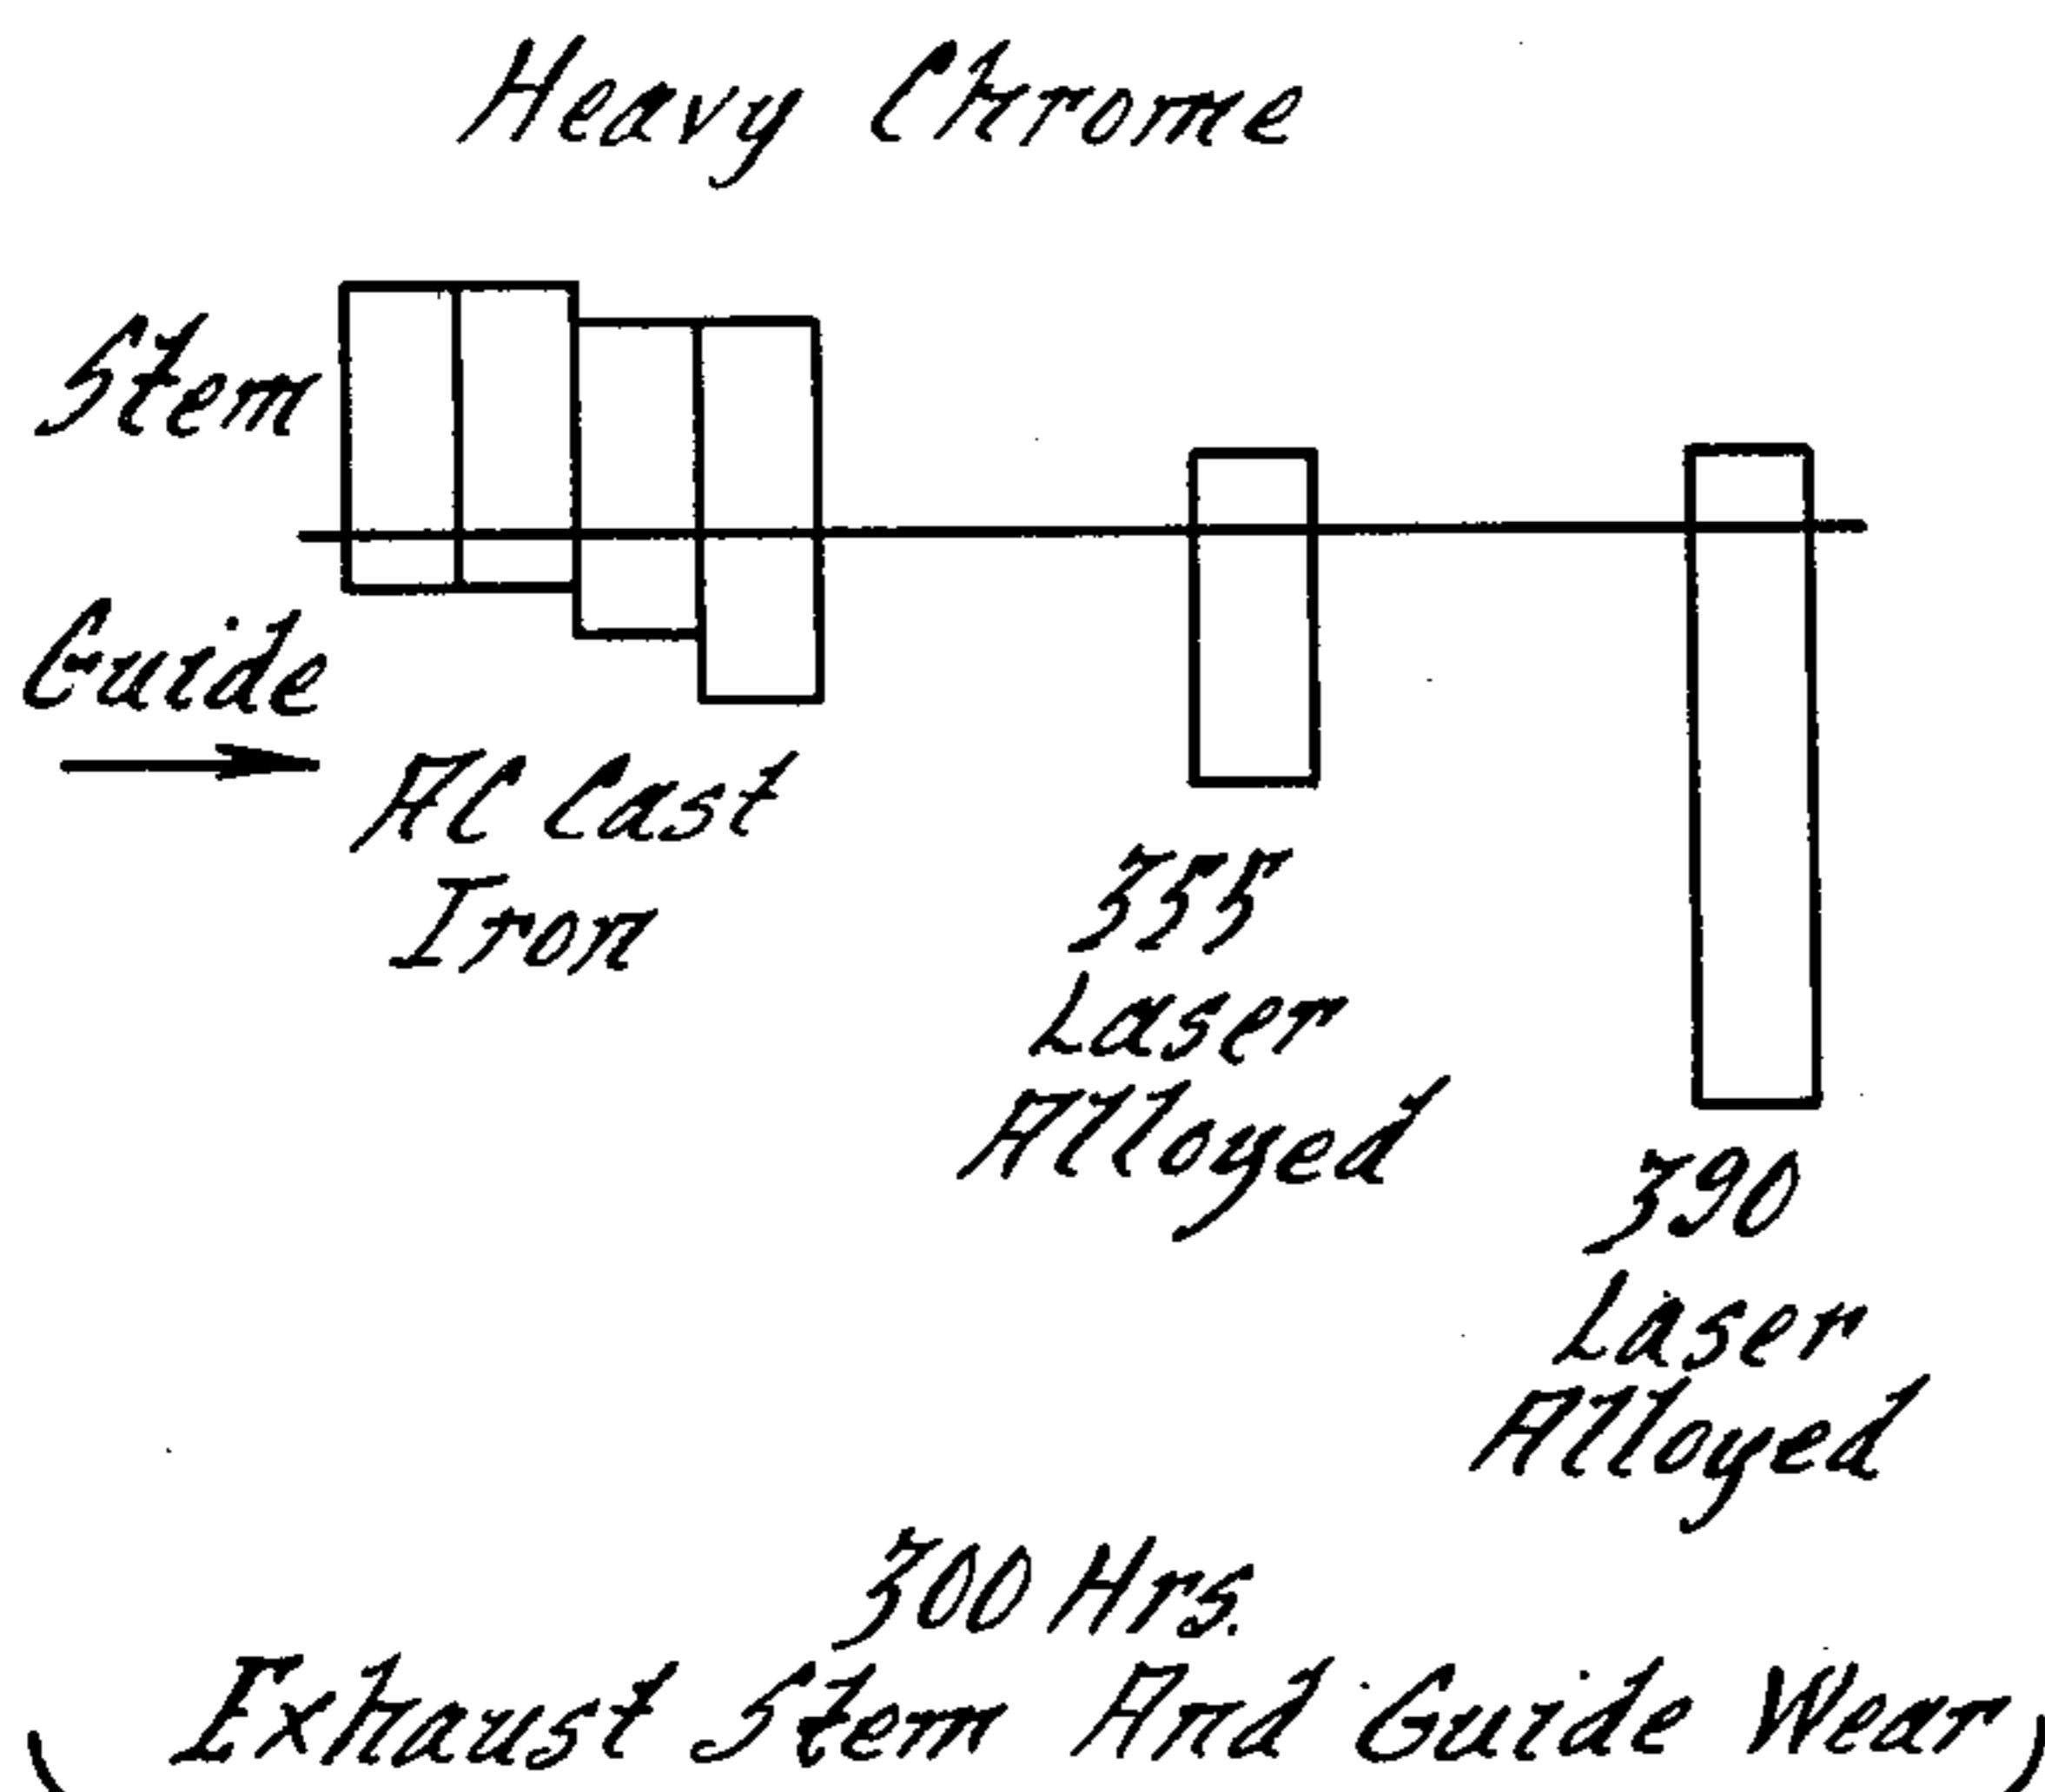 Heavy Chrome
Stem
Guide
AC Cast
Iron
355
Laser
Alloyed
390
Laser
Alloyed
300 Hrs.
Exhaust Stem And Guide Wear